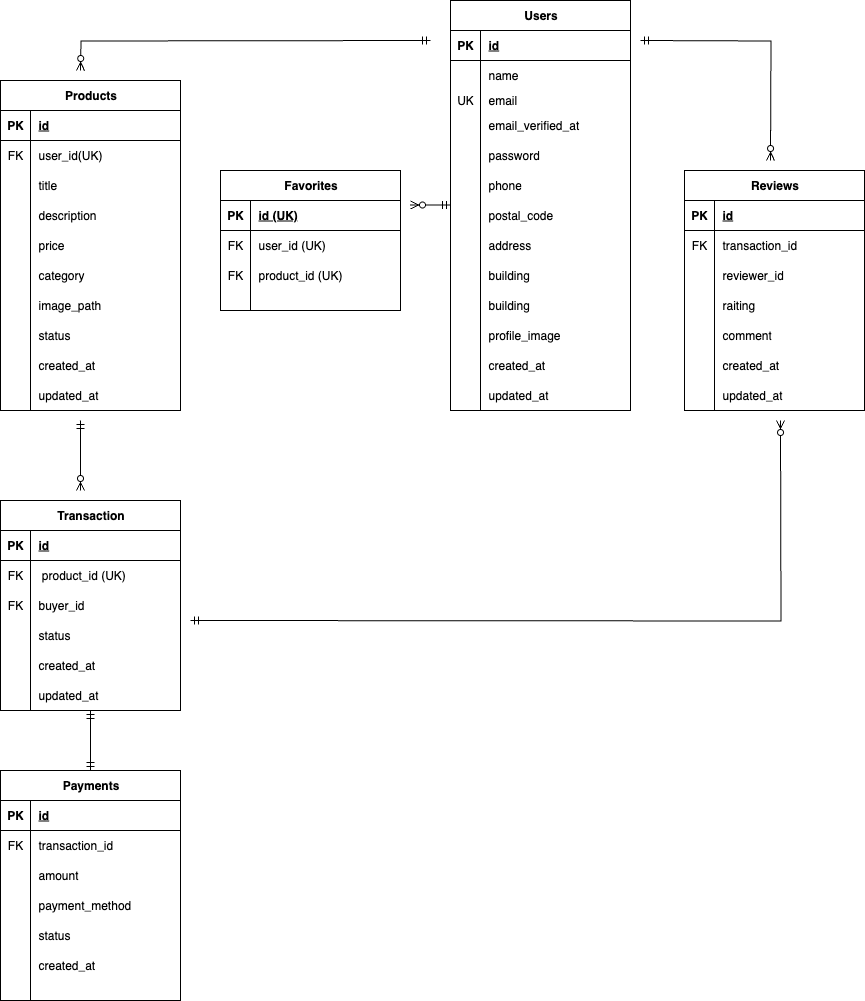 Users
PK id
name
UK email
email_verified_at
password
phone
postal_code
address
building
building
profile_image
created_at
updated_at
Products
PK id
FK user_id(UK)
title
description
price
category
image_path
status
created_at
updated_at
Favorites
PK id (UK)
FK user_id (UK)
FK product_id (UK)
Reviews
PK id
FK transaction_id
reviewer_id
raiting
comment
created_at
updated_at
Transaction
PK id
FK product_id (UK)
FK buyer_id
status
created_at
updated_at
Payments
PK id
FK transaction_id
amount
payment_method
status
created_at